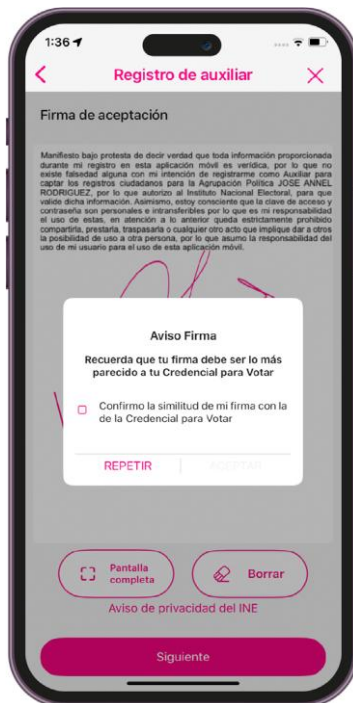 1:36
Registro de auxiliar
Firma de aceptación
Manifiesto bajo protesta de decir verdad que toda información proporcionada
durante mi registro en esta aplicación móvil es verídica, por lo que no
existe falsedad alguna con mi intención de registrarme como Auxiliar para
captar los registros ciudadanos para la Agrupación Política JOSE ANNEL
RODRIGUEZ, por lo que autorizo al Instituto Nacional Electoral, para que
valide dicha información. Asimismo, estoy consciente que la clave de acceso y
contraseña son personales e intransferibles por lo que es mi responsabilidad
el uso de estas, en atención a lo anterior queda estrictamente prohibido
compartirla, prestarla, traspasarla o cualquier otro acto que implique dar a otros
la posibilidad de uso a otra persona, por lo que asumo la responsabilidad del
uso de mi usuario para el uso de esta aplicación móvil.
Aviso Firma
Recuerda que tu firma debe ser lo más
parecido a tu Credencial para Votar
Confirmo la similitud de mi firma con la
de la Credencial para Votar
REPETIR ACEPTAR
Pantalla
completa
Borrar
Aviso de privacidad del INE
Siguiente